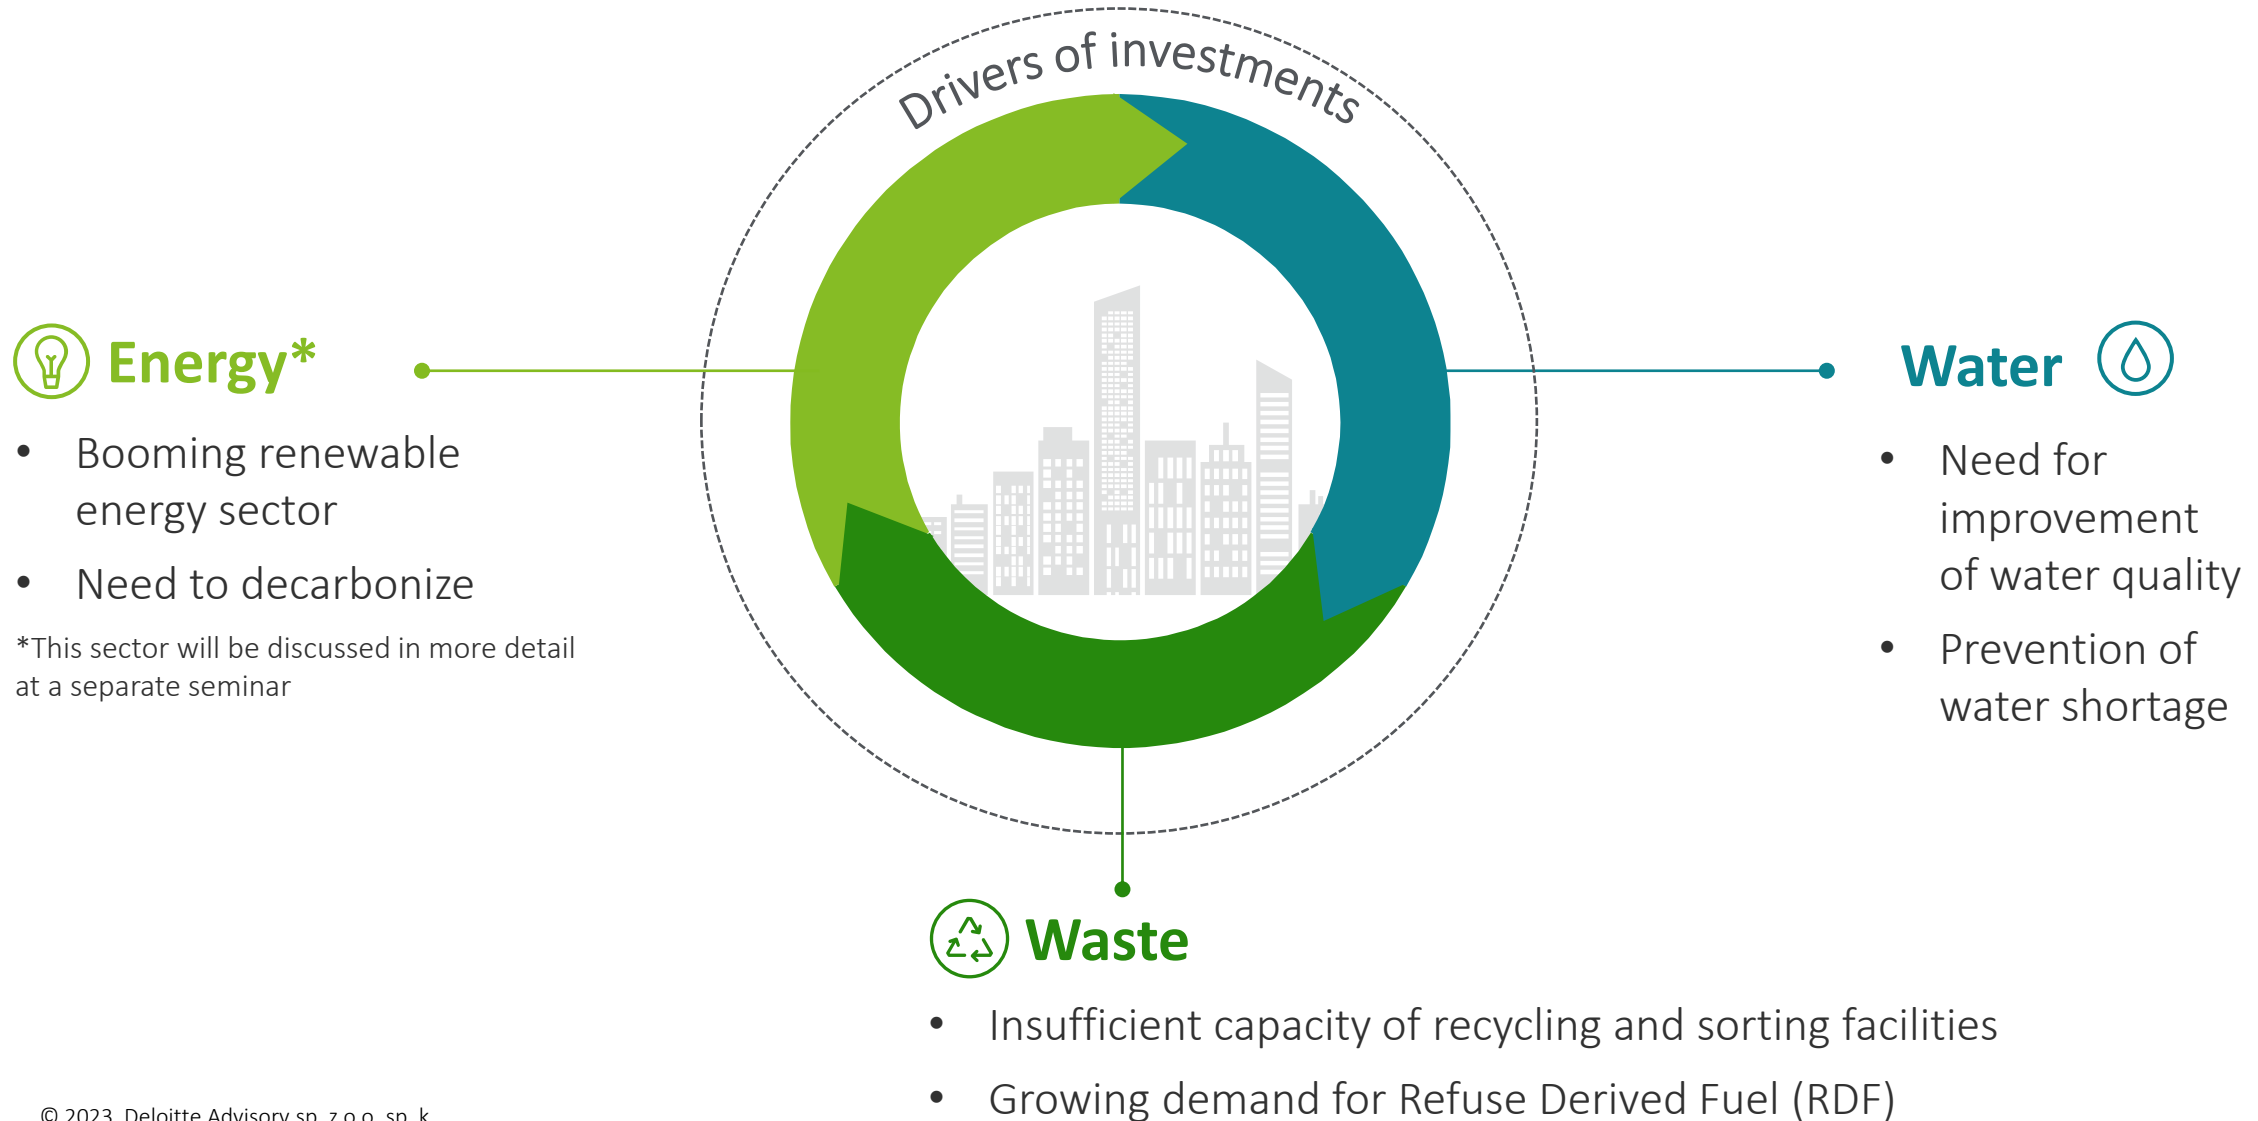 Drivers of investments
Energy*
• Booming renewable
energy sector
• Need to decarbonize
*This sector will be discussed in more detail
at a separate seminar
Water
• Need for
improvement
of water quality
• Prevention of
water shortage
Waste
• Insufficient capacity of recycling and sorting facilities
• Growing demand for Refuse Derived Fuel (RDF)
© 2023. Deloitte Advisory sp. z o.o. sp. k.